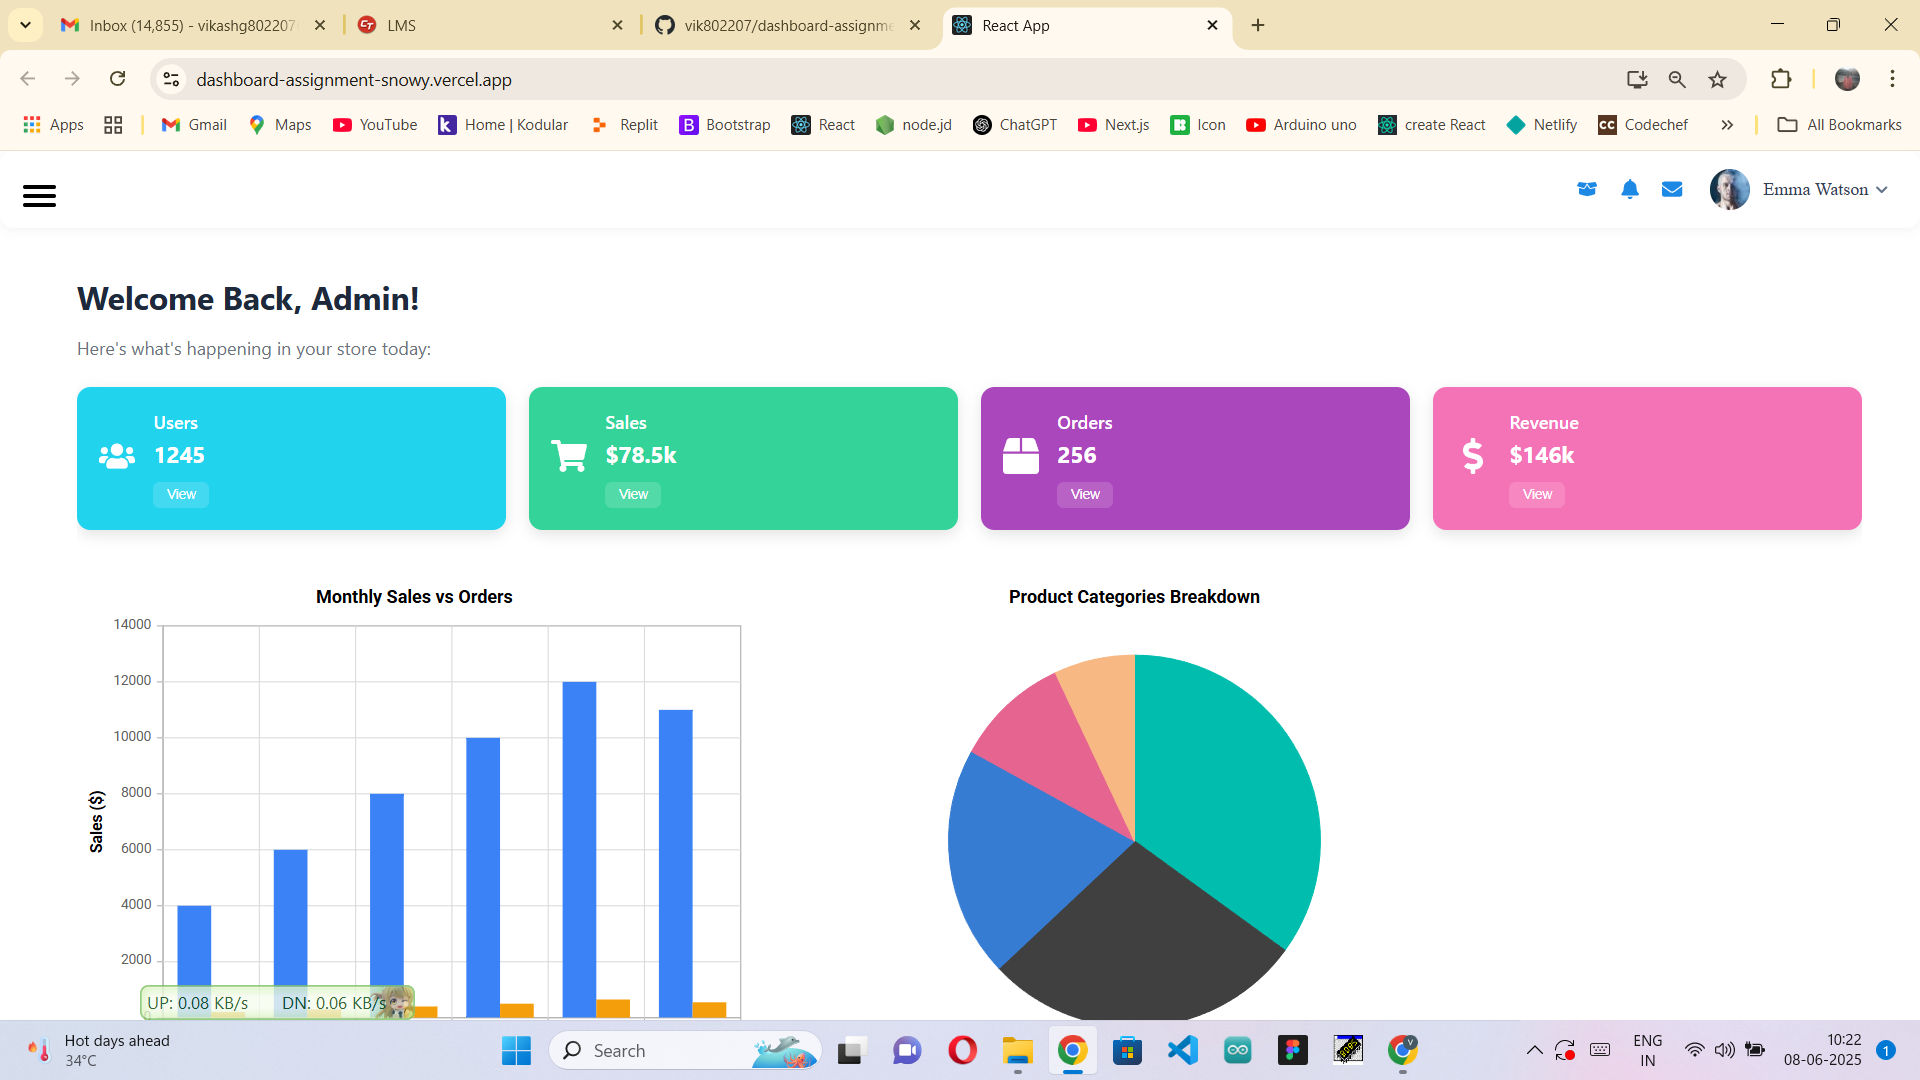 Inbox (14,855) - vikashg802207
LMS
vik802207/dashboard-assignme
React App
dashboard-assignment-snowy.vercel.app
Apps
Gmail
Maps
YouTube
Home | Kodular
Replit
Bootstrap
React
node.jd
ChatGPT
Next.js
Icon
Arduino uno
create React
Netlify
Codechef
All Bookmarks
Emma Watson
Welcome Back, Admin!
Here's what's happening in your store today:
Users
1245
View
Sales
$78.5k
View
Orders
256
View
Revenue
$146k
View
Monthly Sales vs Orders
14000
12000
10000
8000
6000
4000
2000
Sales ($)
Product Categories Breakdown
UP: 0.08 KB/s DN: 0.06 KB/s
Hot days ahead
34°C
Search
ENG
IN
10:22
08-06-2025
1